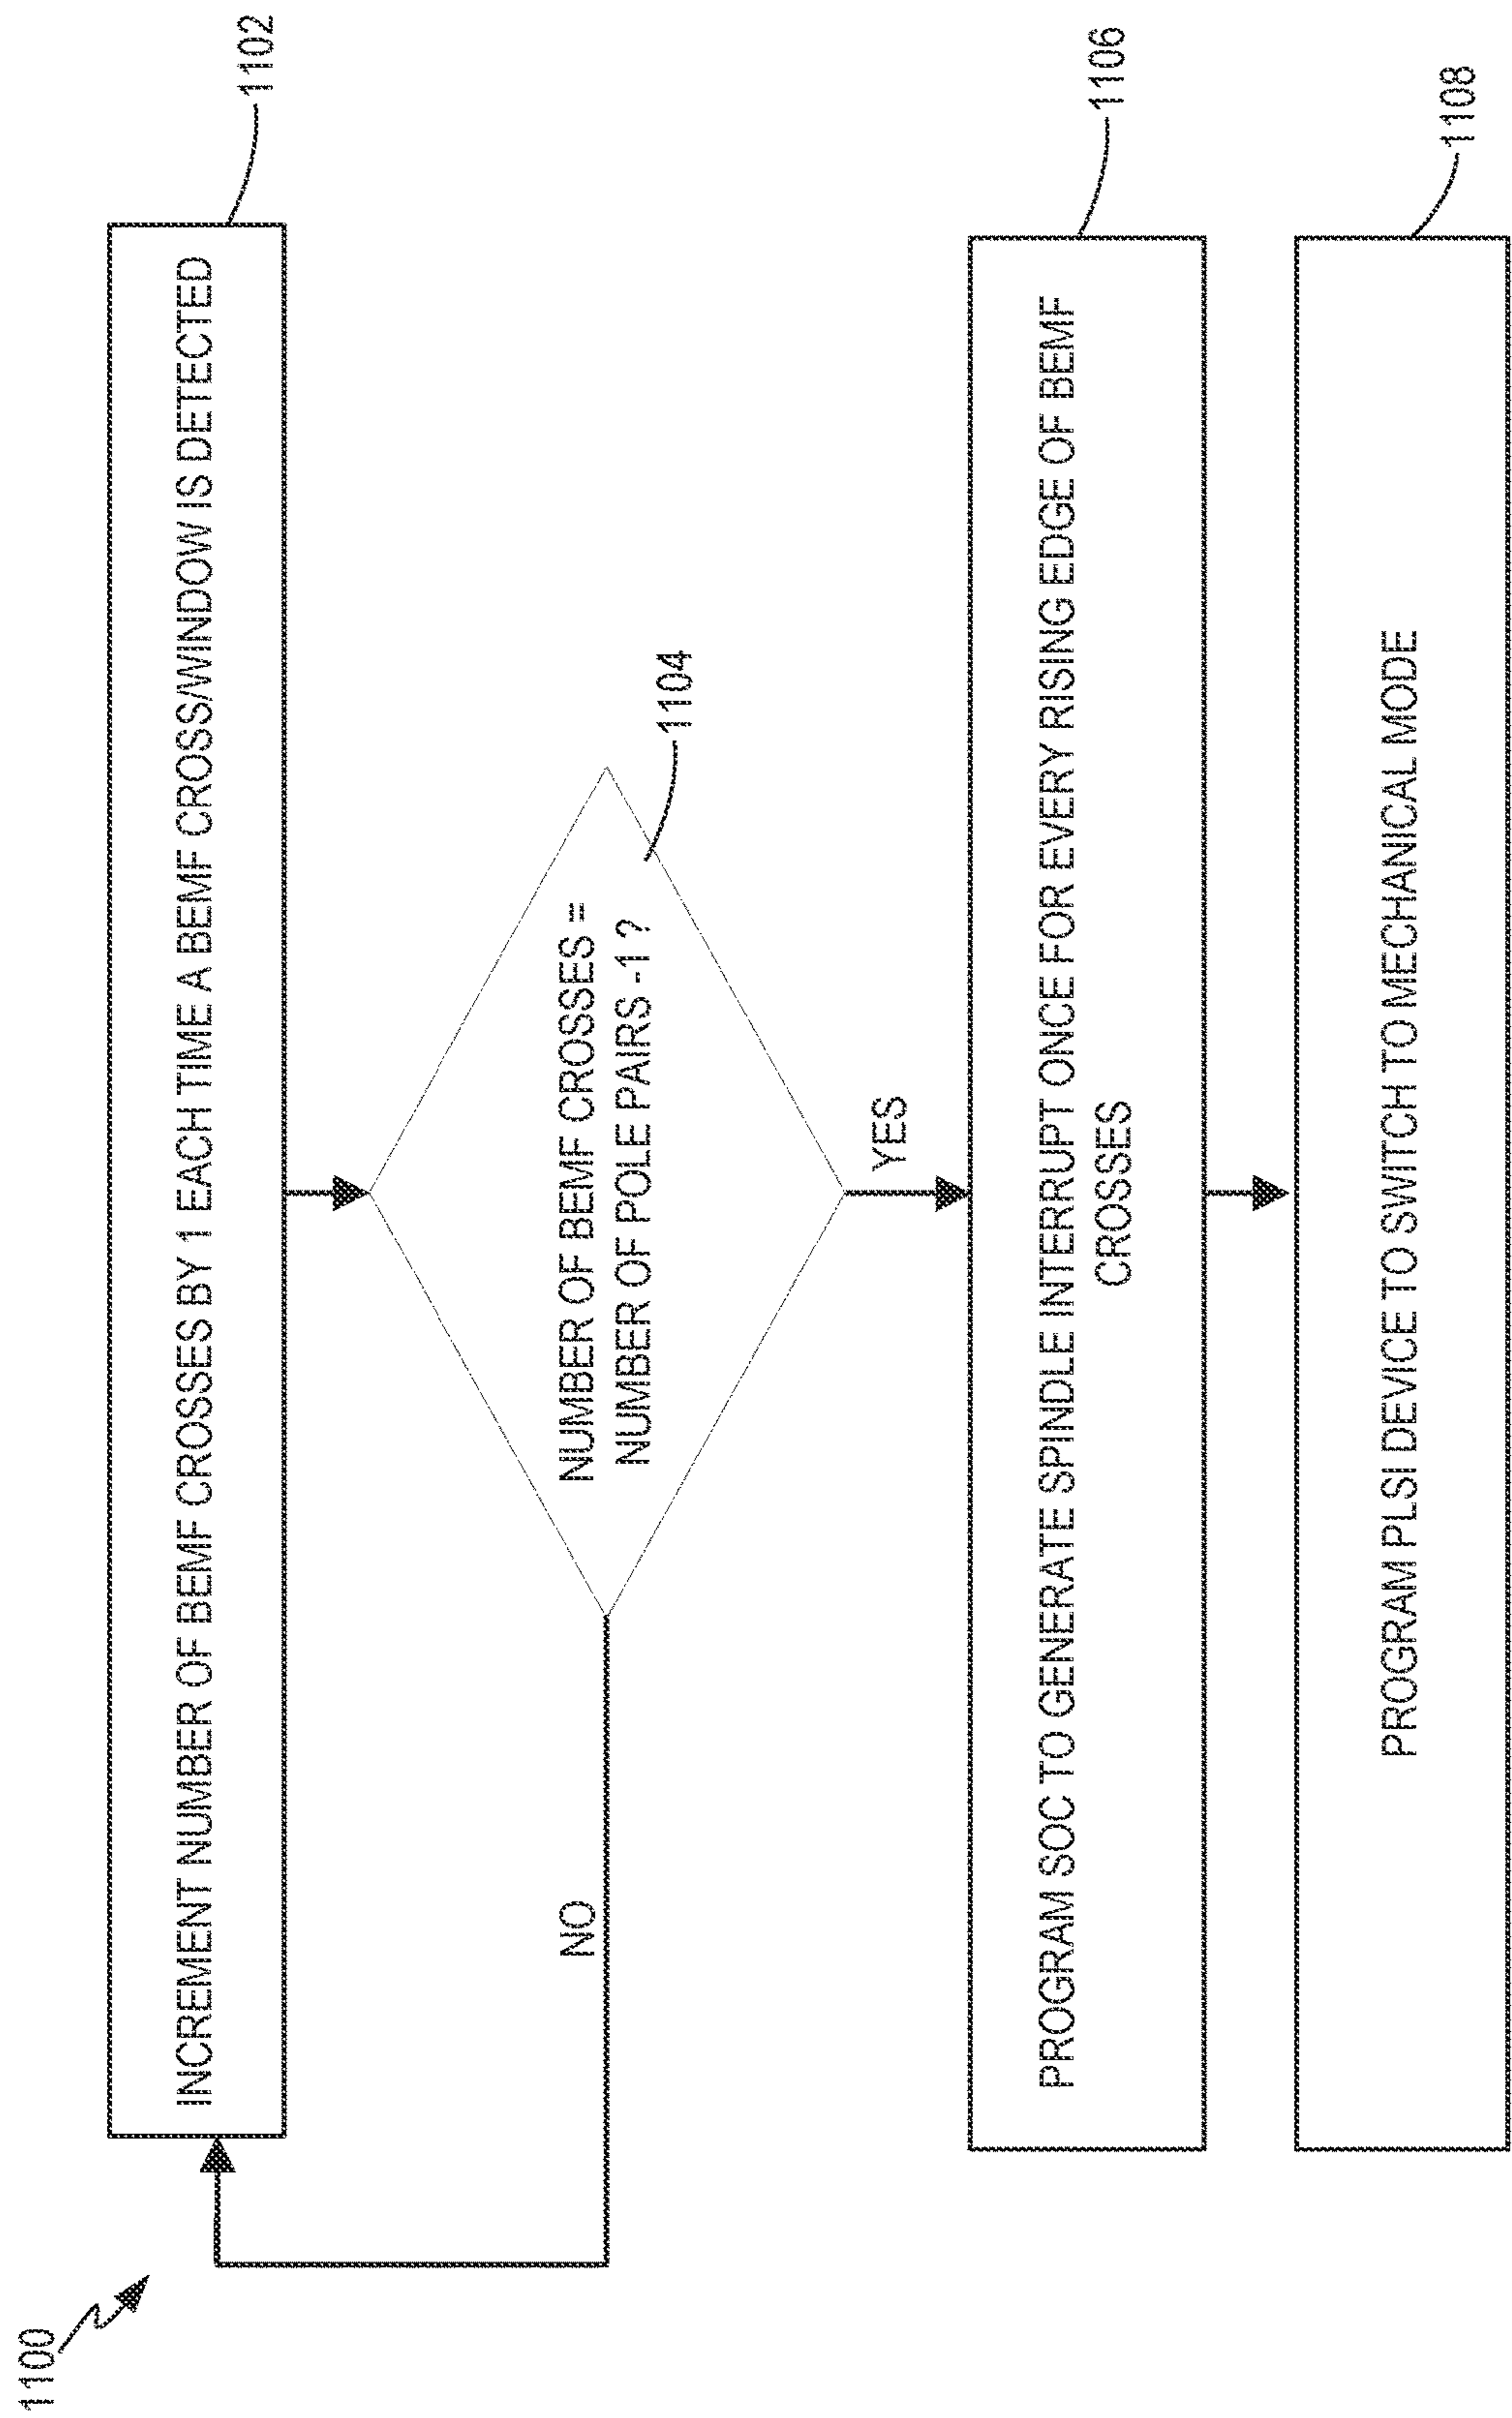 1100
INCREMENT NUMBER OF BEMF CROSSES BY 1 EACH TIME A BEMF CROSS/WINDOW IS DETECTED
1102
NO
NUMBER OF BEMF CROSSES =
NUMBER OF POLE PAIRS -1 ?
1104
YES
PROGRAM SOC TO GENERATE SPINDLE INTERRUPT ONCE FOR EVERY RISING EDGE OF BEMF
CROSSES
1106
PROGRAM PLSI DEVICE TO SWITCH TO MECHANICAL MODE
1108